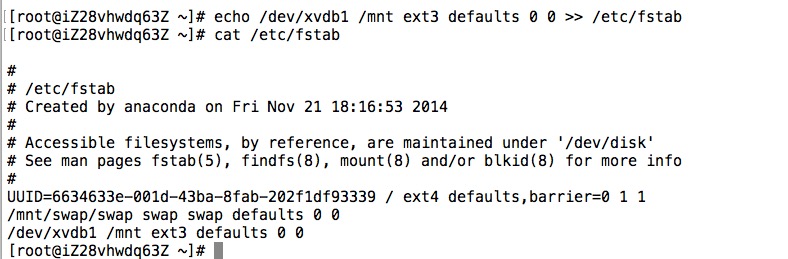 [[root@iZ28vhwdq63Z ~]# echo /dev/xvdb1 /mnt ext3 defaults 0 0 >> /etc/fstab
[[root@iZ28vhwdq63Z ~]# cat /etc/fstab
#
# /etc/fstab
# Created by anaconda on Fri Nov 21 18:16:53 2014
#
# Accessible filesystems, by reference, are maintained under '/dev/disk'
# See man pages fstab(5), findfs(8), mount(8) and/or blkid(8) for more info
#
UUID=6634633e-001d-43ba-8fab-202f1df93339 / ext4 defaults,barrier=0 1 1
/mnt/swap/swap swap swap defaults 0 0
/dev/xvdb1 /mnt ext3 defaults 0 0
[root@iZ28vhwdq63Z ~]#